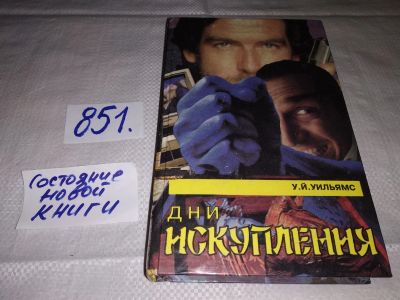 851.
Состояние
новой
книги
У.Й.УИЛЬЯМС
ДНИ
ИСКУПЛЕНИЯ